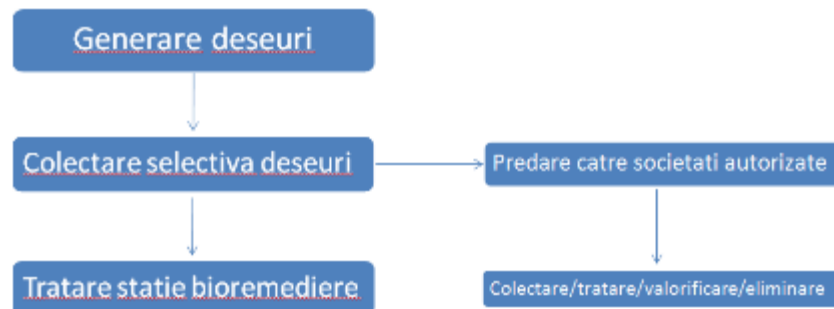 Generare deseuri
Colectare selectiva deseuri
Predare catre societati autorizate
Tratare statie bioremediere
Colectare/tratare/valorificare/eliminare